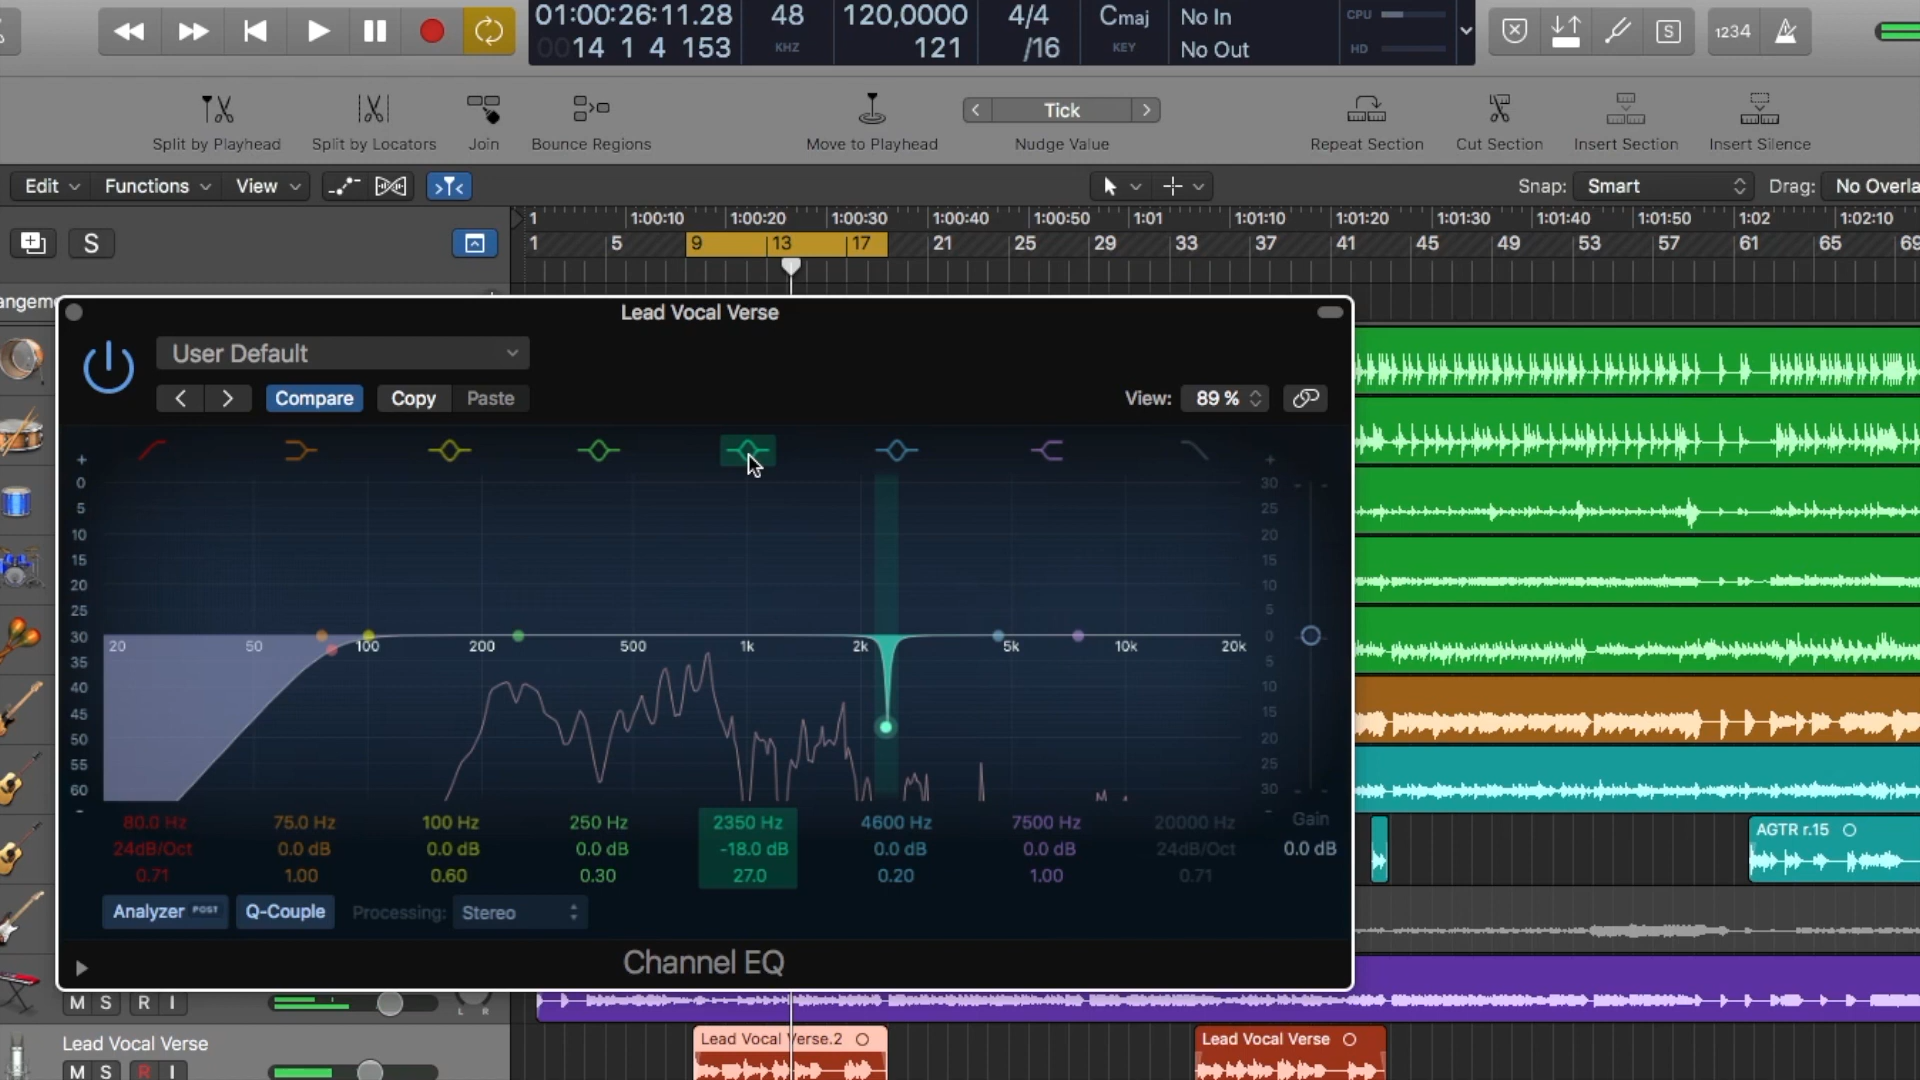 01:00:26:11.28 48 120,0000 4/4 Cmaj No In CPU
0014 1 4 153 KHZ 121 /16 KEY No Out HD
1234
S
Split by Playhead Split by Locators Join Bounce Regions Move to Playhead Tick Nudge Value Repeat Section Cut Section Insert Section Insert Silence
Edit Functions View Snap: Smart Drag: No Overla
1 1:00:10 1:00:20 1:00:30 1:00:40 1:00:50 1:01 1:01:10 1:01:20 1:01:30 1:01:40 1:01:50 1:02 1:02:10
S 1 5 9 13 17 21 25 29 33 37 41 45 49 53 57 61 65 69
angeme
Lead Vocal Verse
User Default
Compare Copy Paste View: 89 %
+ +
0 30
5 25
10 20
15 15
20 10
25 5
30 20 50 100 200 500 1k 2k 5k 10k 20k 0
35 5
40 10
45 15
50 20
55 25
60 30
- -
80.0 Hz 75.0 Hz 100 Hz 250 Hz 2350 Hz 4600 Hz 7500 Hz 20000 Hz Gain
24dB/Oct 0.0 dB 0.0 dB 0.0 dB -18.0 dB 0.0 dB 0.0 dB 24dB/Oct 0.0 dB
0.71 1.00 0.60 0.30 27.0 0.20 1.00 0.71
Analyzer POST Q-Couple Processing: Stereo
Channel EQ
AGTR r.15
M S R I L R
Lead Vocal Verse Lead Vocal Verse.2 Lead Vocal Verse
M S R I